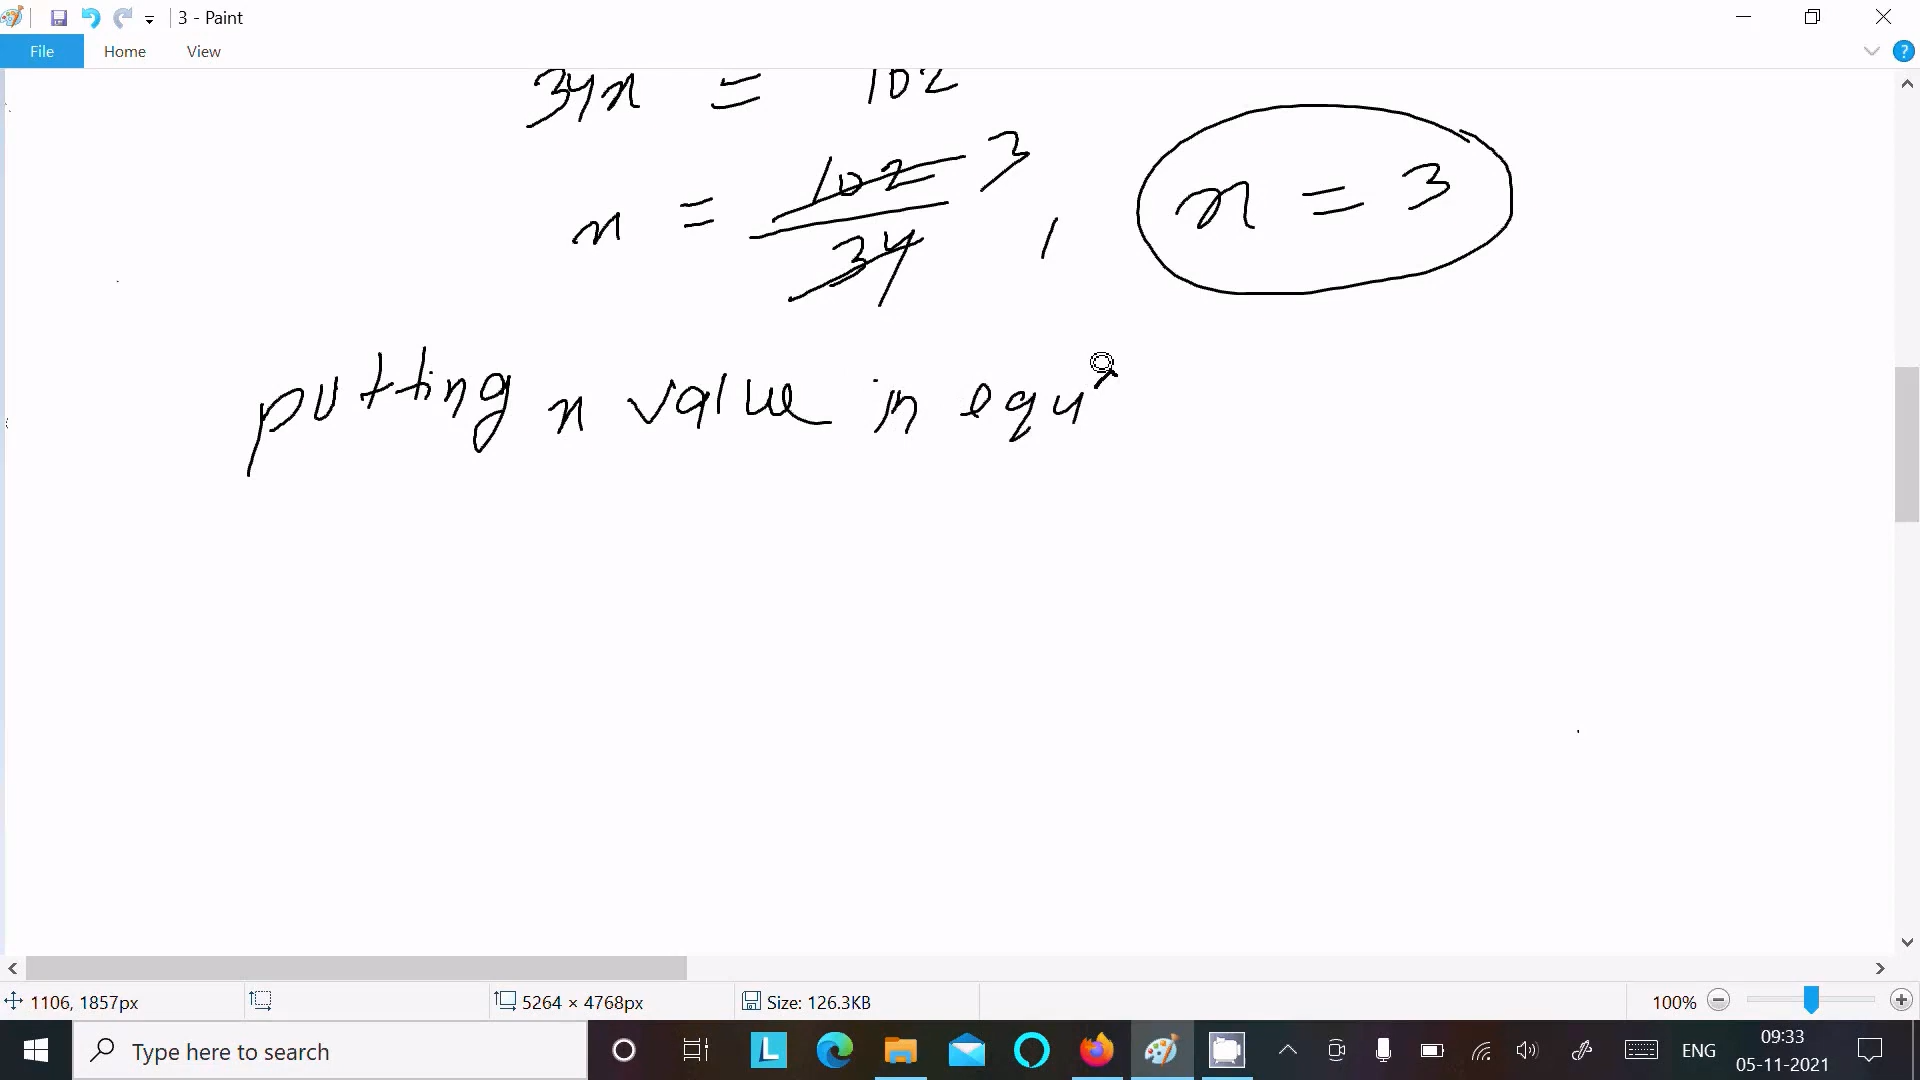 3 - Paint
File Home View
34x = 102
x = 102/34 3 , x = 3
putting x value in equ
1106, 1857px 5264 × 4768px Size: 126.3KB 100%
Type here to search L ENG 09:33
05-11-2021